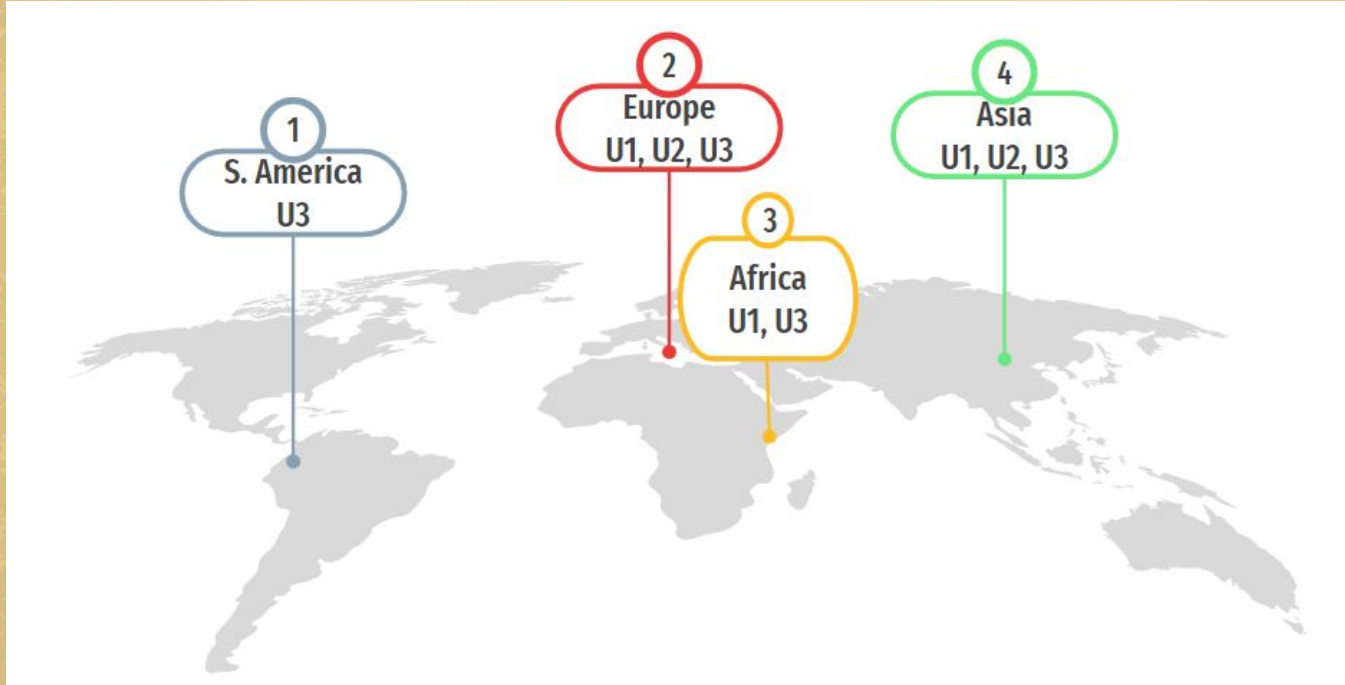 1
S. America
U3
2
Europe
U1, U2, U3
3
Africa
U1, U3
4
Asia
U1, U2, U3